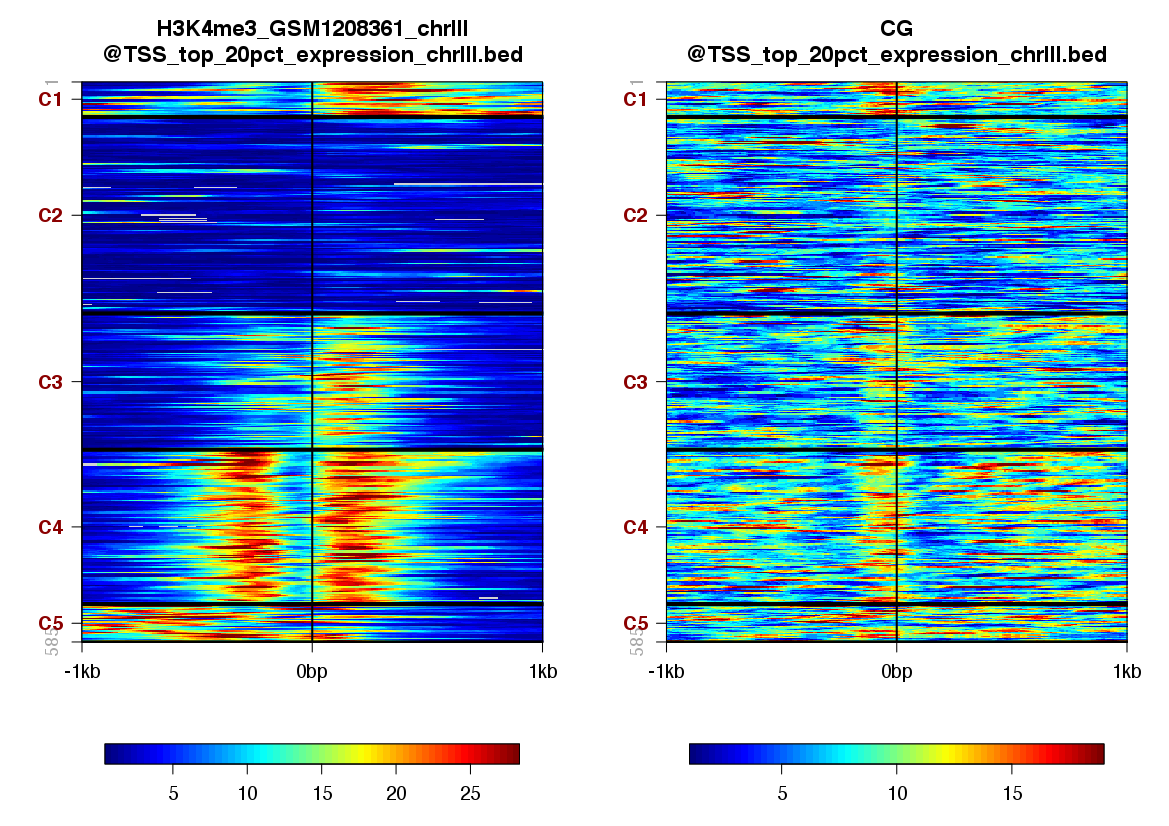 H3K4me3_GSM1208361_chrIII
@TSS_top_20pct_expression_chrIII.bed
1
C1
C2
C3
C4
C5
585
-1kb
0bp
1kb
5
10
15
20
25
CG
@TSS_top_20pct_expression_chrIII.bed
1
C1
C2
C3
C4
C5
585
-1kb
0bp
1kb
5
10
15